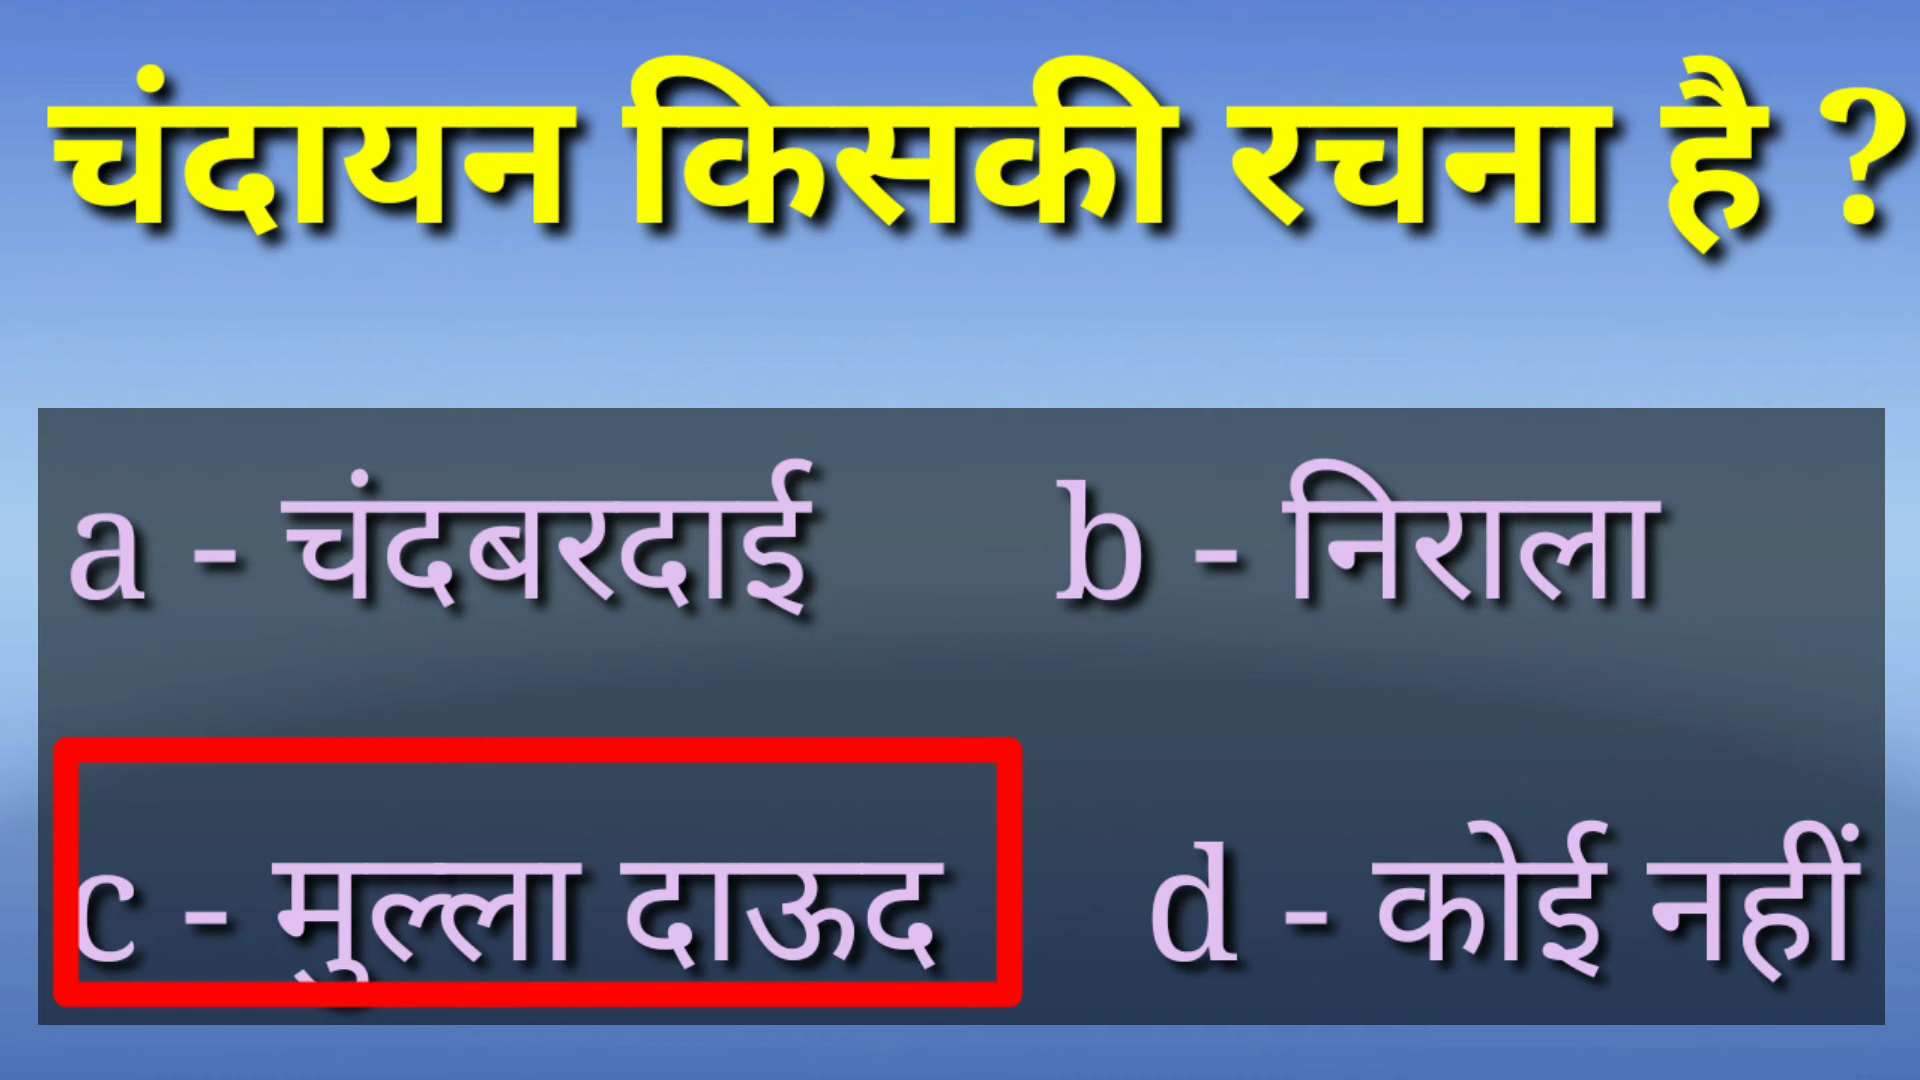 चंदायन किसकी रचना है ?
a - चंदबरदाई b - निराला
c - मुल्ला दाऊद d - कोई नहीं